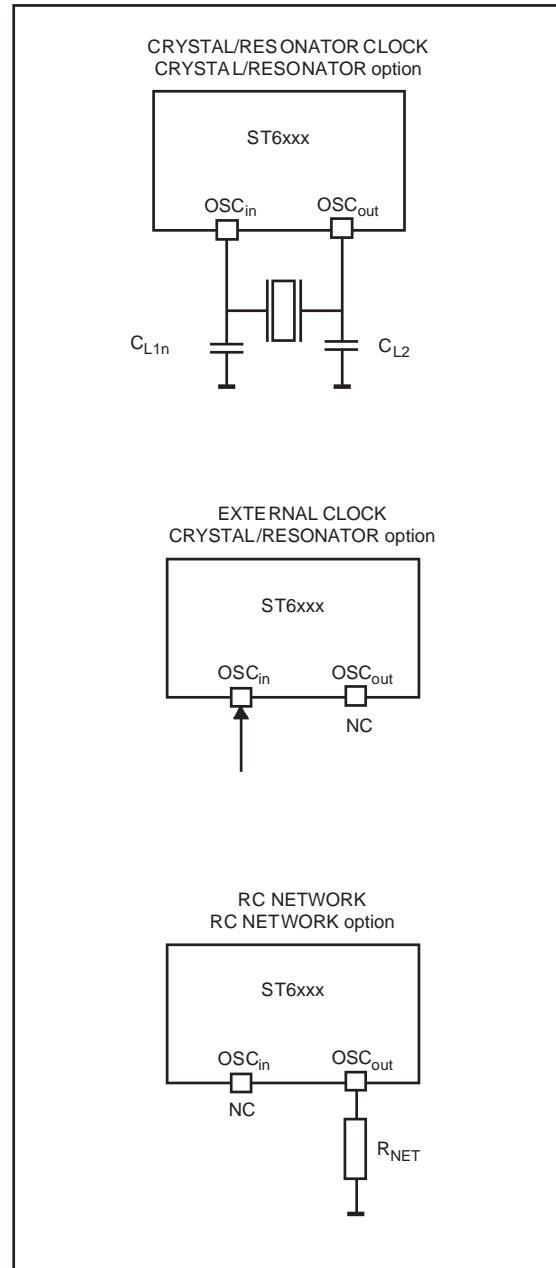 CRYSTAL/RESONATOR CLOCK
CRYSTAL/RESONATOR option
ST6xxx
OSCin OSCout
CL1n CL2
EXTERNAL CLOCK
CRYSTAL/RESONATOR option
ST6xxx
OSCin OSCout
NC
RC NETWORK
RC NETWORK option
ST6xxx
OSCin OSCout
NC
RNET